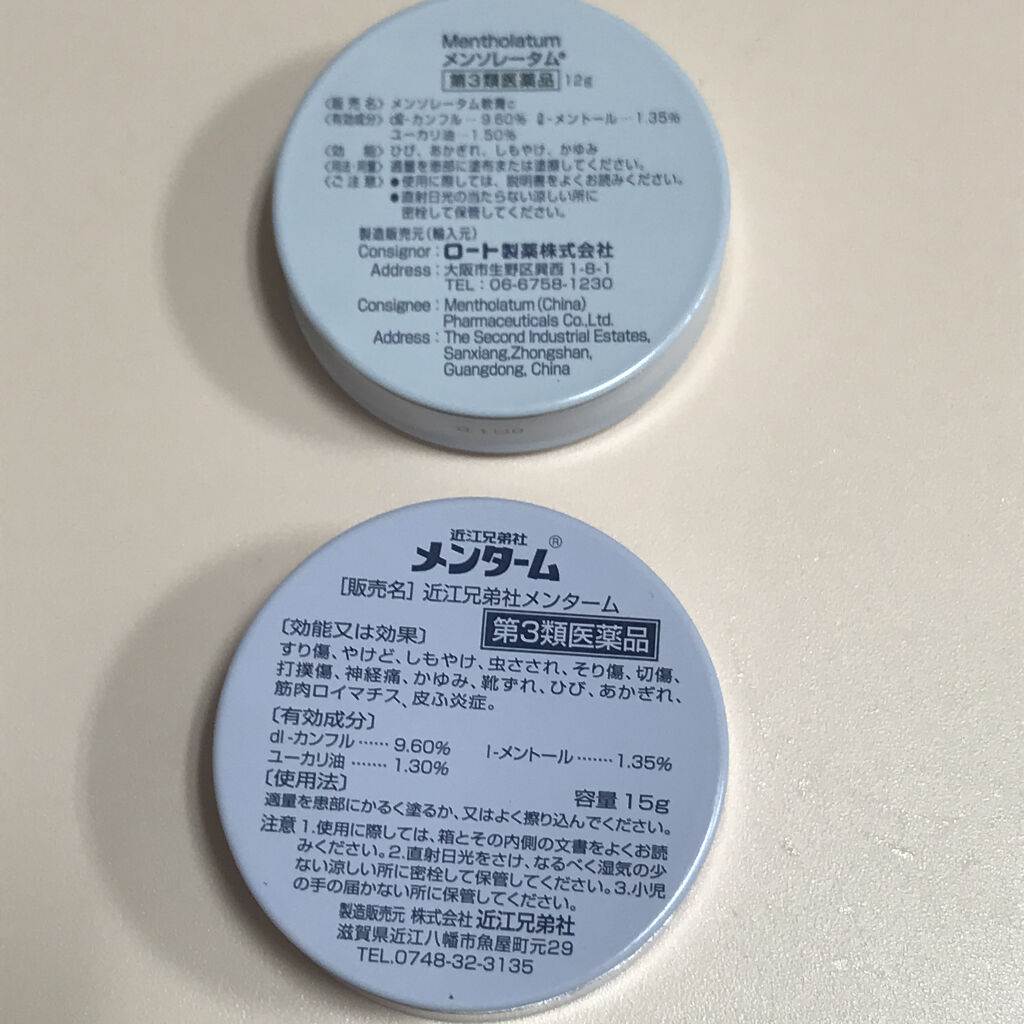 Mentholatum
メンソレータム®
第3類医薬品 12g
〈販売名〉メンソレータム軟膏c
〈有効成分〉dl-カンフル…9.60% l-メントール…1.35%
ユーカリ油…1.50%
〈効能〉ひび、あかぎれ、しもやけ、かゆみ
〈用法・用量〉適量を患部に塗布または塗擦してください。
〈ご注意〉●使用に際しては、説明書をよくお読みください。
●直射日光の当たらない涼しい所に
密栓して保管してください。
製造販売元(輸入元)
Consignor:ロート製薬株式会社
Address:大阪市生野区巽西 1-8-1
TEL:06-6758-1230
Consignee:Mentholatum (China)
Pharmaceuticals Co.,Ltd.
Address:The Second Industrial Estates,
Sanxiang,Zhongshan,
Guangdong, China
近江兄弟社
メンターム®
[販売名] 近江兄弟社メンターム
第3類医薬品
〔効能又は効果〕
すり傷、やけど、しもやけ、虫さされ、そり傷、切傷、
打撲傷、神経痛、かゆみ、靴ずれ、ひび、あかぎれ、
筋肉ロイマチス、皮ふ炎症。
〔有効成分〕
dl-カンフル……9.60% l-メントール……1.35%
ユーカリ油……1.30%
〔使用法〕
容量 15g
適量を患部にかるく塗るか、又はよく擦り込んでください。
注意 1.使用に際しては、箱とその内側の文書をよくお読
みください。2.直射日光をさけ、なるべく湿気の少
ない涼しい所に密栓して保管してください。3.小児
の手の届かない所に保管してください。
製造販売元 株式会社 近江兄弟社
滋賀県近江八幡市魚屋町元29
TEL.0748-32-3135